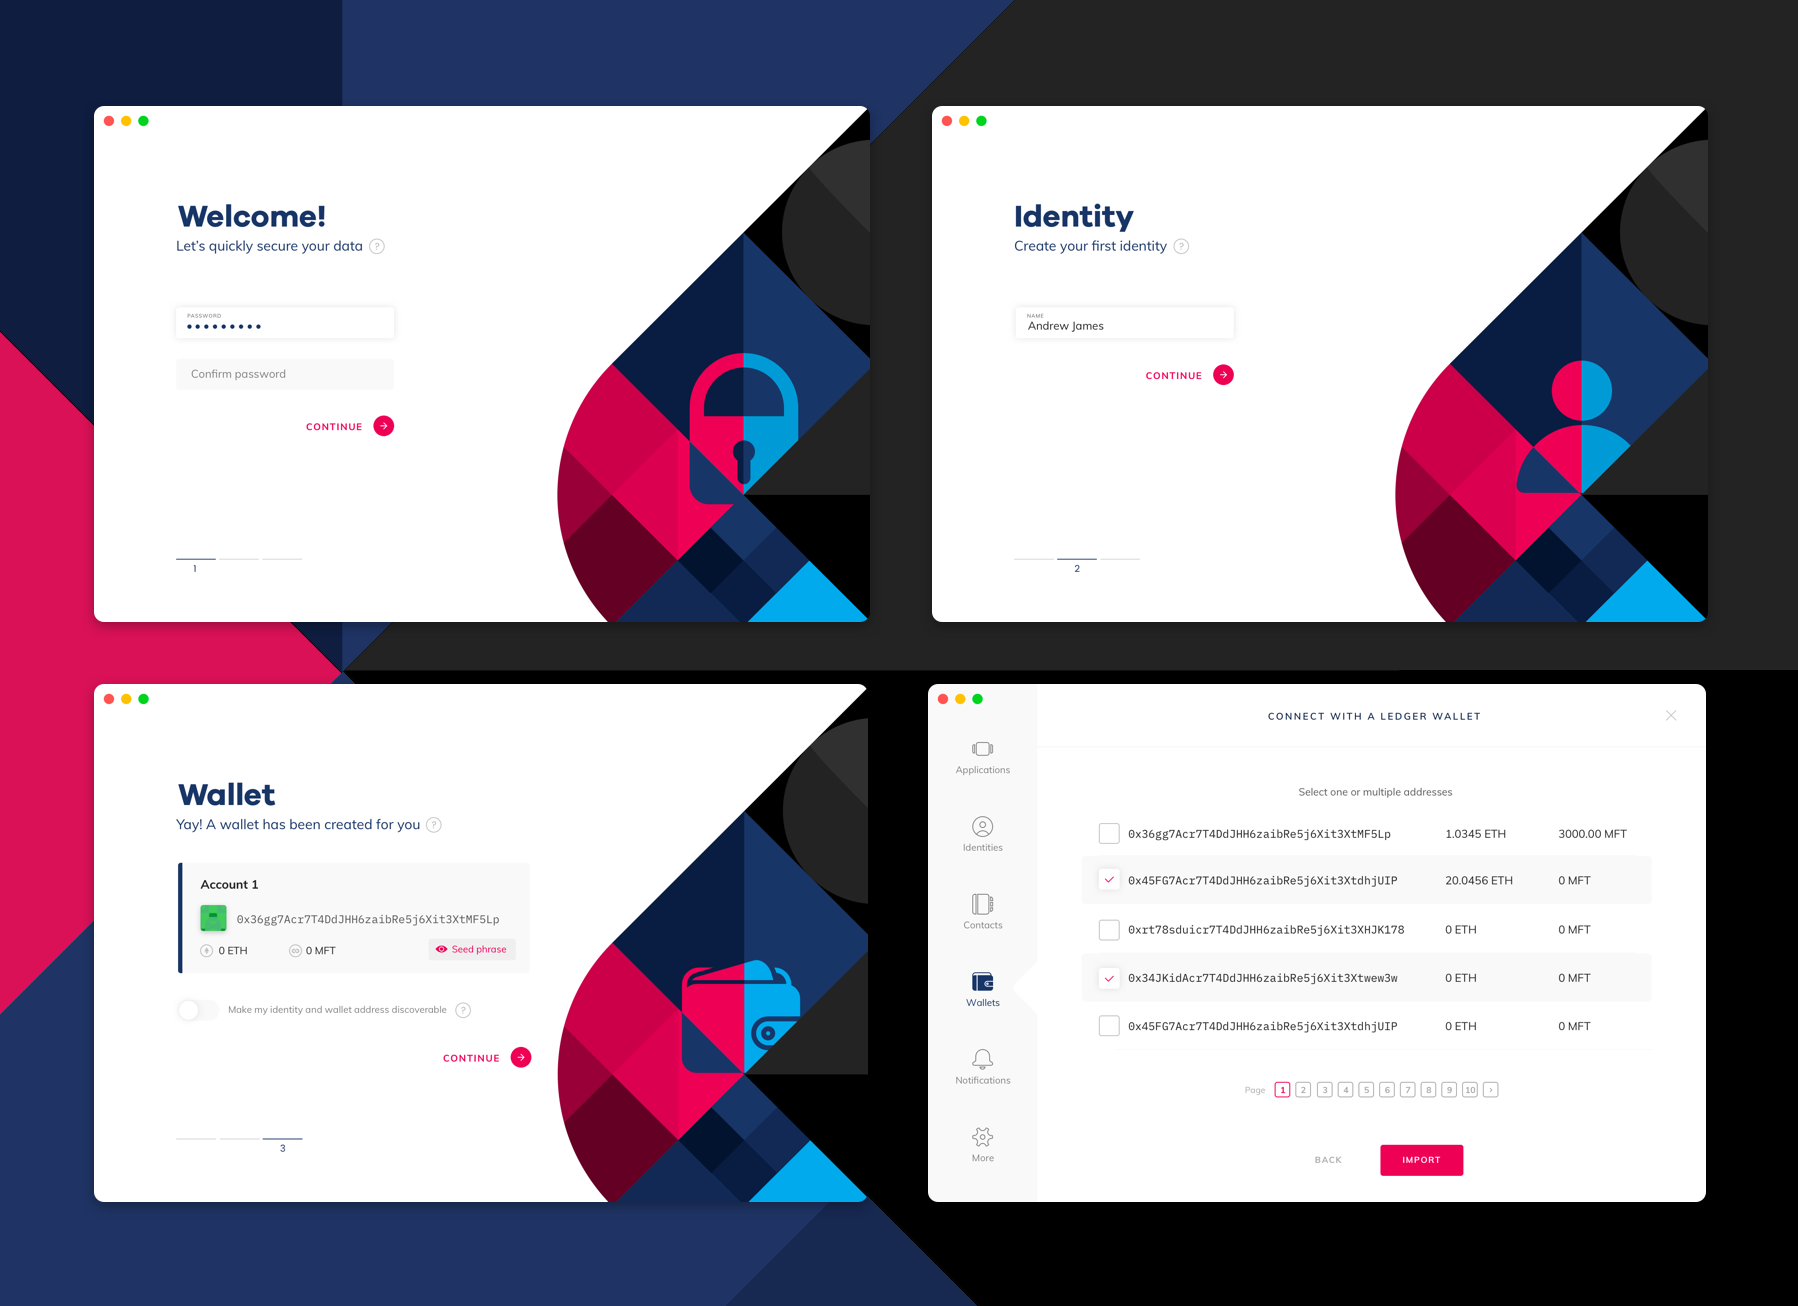 Welcome!
Let's quickly secure your data ?
PASSWORD
Confirm password
CONTINUE
1
Identity
Create your first identity ?
NAME
Andrew James
CONTINUE
2
Wallet
Yay! A wallet has been created for you ?
Account 1
0x36gg7Acr7T4DdJHH6zaibRe5j6Xit3XtMF5Lp
0 ETH 0 MFT Seed phrase
Make my identity and wallet address discoverable ?
CONTINUE
3
CONNECT WITH A LEDGER WALLET
Applications
Identities
Contacts
Wallets
Notifications
More
Select one or multiple addresses
0x36gg7Acr7T4DdJHH6zaibRe5j6Xit3XtMF5Lp 1.0345 ETH 3000.00 MFT
0x45FG7Acr7T4DdJHH6zaibRe5j6Xit3XtdhjUIP 20.0456 ETH 0 MFT
0xrt78sduicr7T4DdJHH6zaibRe5j6Xit3XHJK178 0 ETH 0 MFT
0x34JKidAcr7T4DdJHH6zaibRe5j6Xit3Xtwew3w 0 ETH 0 MFT
0x45FG7Acr7T4DdJHH6zaibRe5j6Xit3XtdhjUIP 0 ETH 0 MFT
Page 1 2 3 4 5 6 7 8 9 10 ›
BACK IMPORT